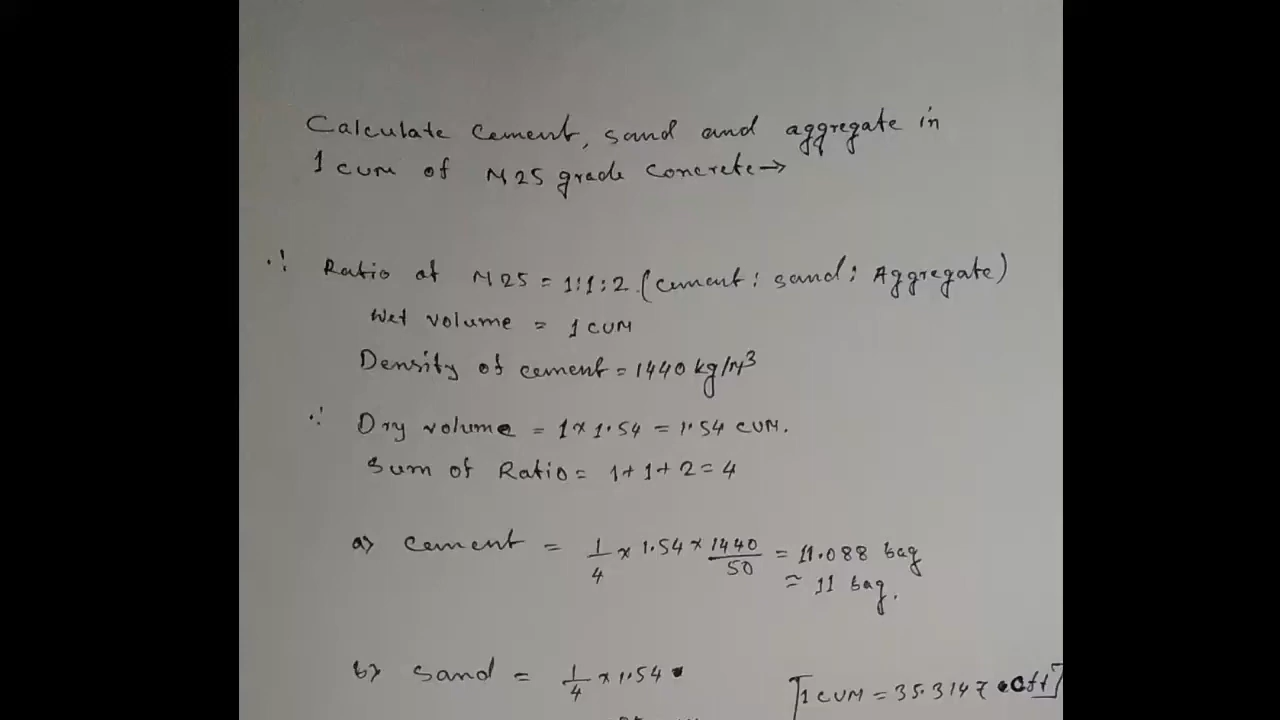 Calculate cement, sand and aggregate in
1 cum of M25 grade concrete→
∴ Ratio of M25 = 1:1:2 (cement : sand : Aggregate)
Wet volume = 1 CUM
Density of cement = 1440 kg/M³
∴ Dry volume = 1 × 1.54 = 1.54 CUM.
Sum of Ratio = 1+1+2 = 4
a) cement = 1/4 × 1.54 × 1440/50 = 11.088 bag
≈ 11 bag.
b) sand = 1/4 × 1.54
[1 CUM = 35.3147 cft]